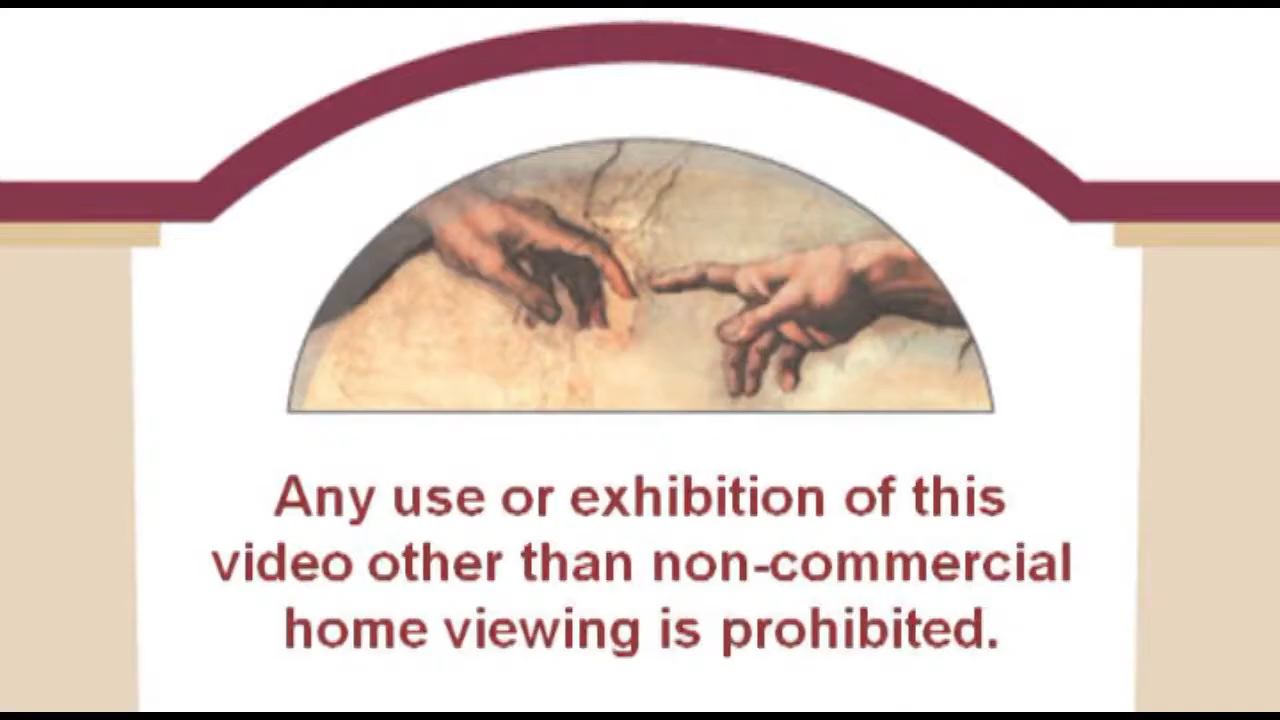 Any use or exhibition of this
video other than non-commercial
home viewing is prohibited.